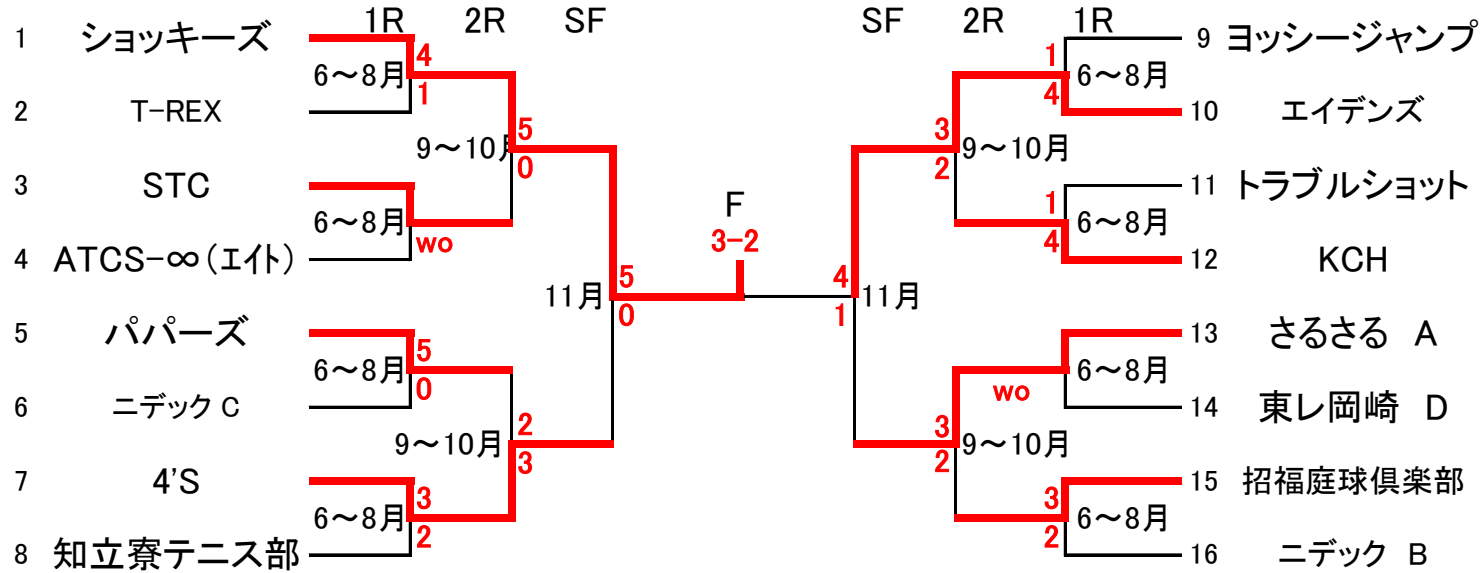 1R 2R SF SF 2R 1R
1 ショッキーズ 4 1 9 ヨッシージャンプ
6～8月 6～8月
2 T-REX 1 4 10 エイデンズ
5 3
9～10月 9～10月
0 2
3 STC 11 トラブルショット
6～8月 1 6～8月
wo 4
4 ATCS-∞(エイト) 12 KCH
F
3-2
5 4
11月 11月
0 1
5 パパーズ 13 さるさる A
5 6～8月
6～8月 wo
0
6 ニデック C 14 東レ岡崎 D
2 3
9～10月 9～10月
3 2
7 4'S 15 招福庭球倶楽部
3 3
6～8月 6～8月
2 2
8 知立寮テニス部 16 ニデック B